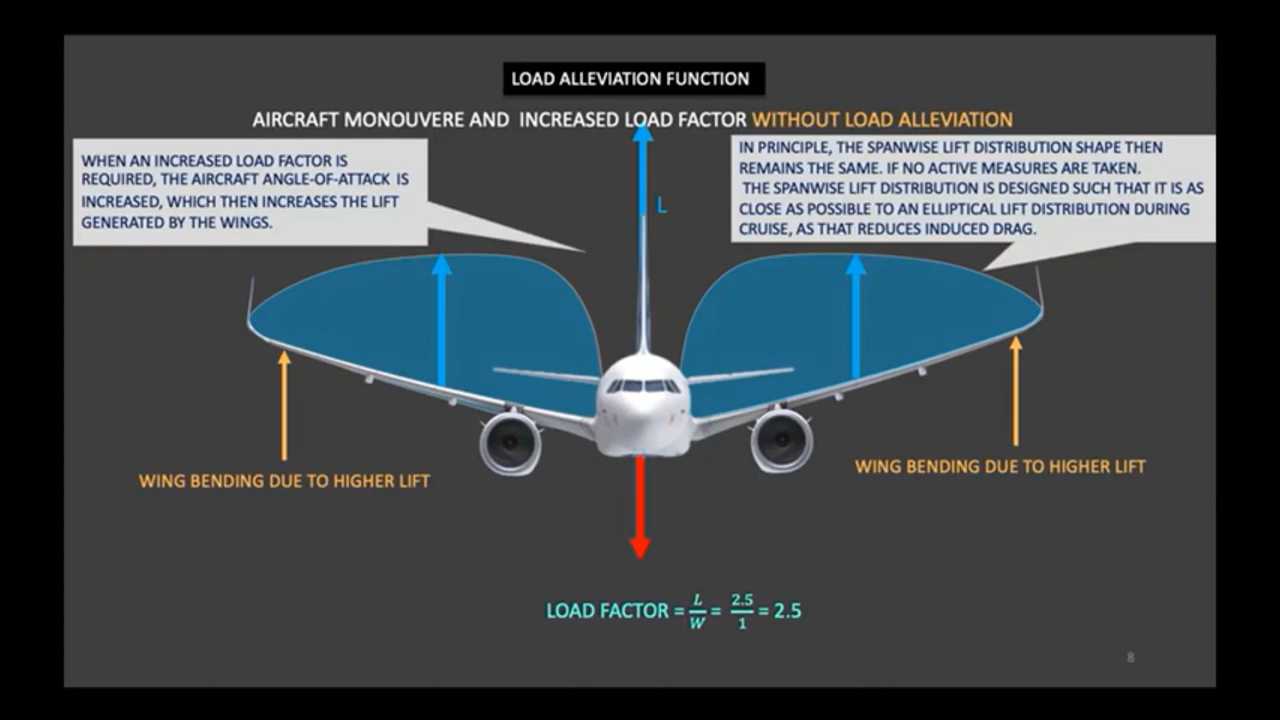 LOAD ALLEVIATION FUNCTION
AIRCRAFT MONOUVERE AND INCREASED LOAD FACTOR WITHOUT LOAD ALLEVIATION
WHEN AN INCREASED LOAD FACTOR IS
REQUIRED, THE AIRCRAFT ANGLE-OF-ATTACK IS
INCREASED, WHICH THEN INCREASES THE LIFT
GENERATED BY THE WINGS.
IN PRINCIPLE, THE SPANWISE LIFT DISTRIBUTION SHAPE THEN
REMAINS THE SAME. IF NO ACTIVE MEASURES ARE TAKEN.
THE SPANWISE LIFT DISTRIBUTION IS DESIGNED SUCH THAT IT IS AS
CLOSE AS POSSIBLE TO AN ELLIPTICAL LIFT DISTRIBUTION DURING
CRUISE, AS THAT REDUCES INDUCED DRAG.
L
WING BENDING DUE TO HIGHER LIFT
WING BENDING DUE TO HIGHER LIFT
LOAD FACTOR = L/W = 2.5/1 = 2.5
8